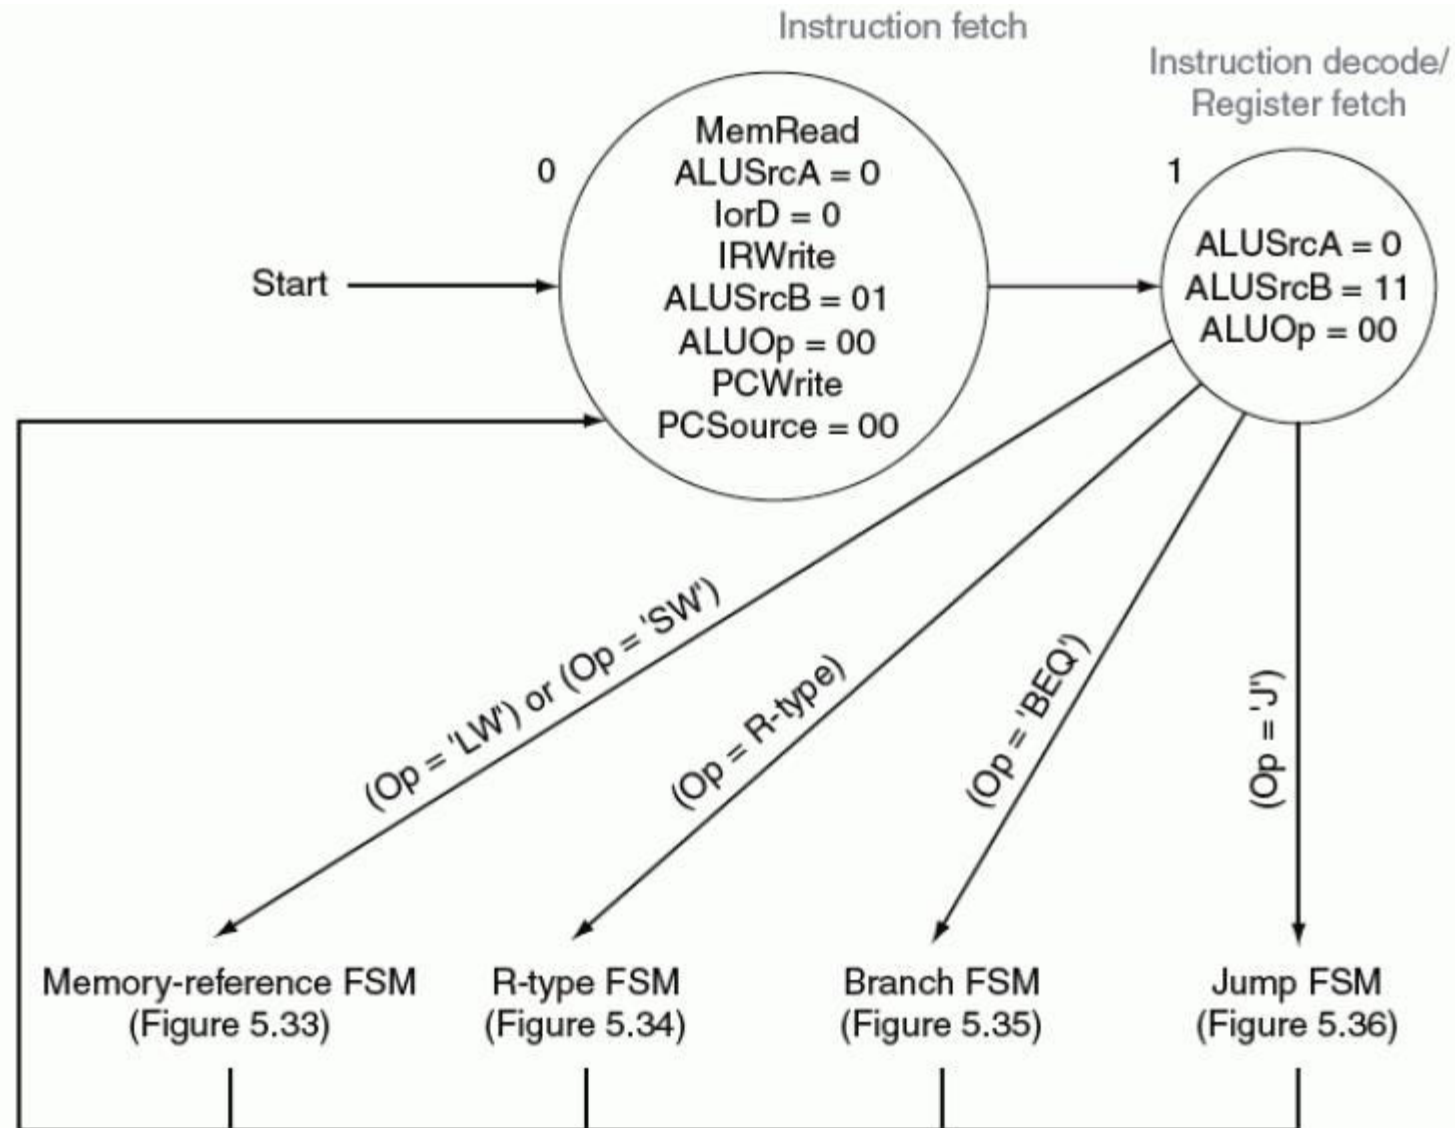 Instruction fetch
Instruction decode/
Register fetch
0
MemRead
ALUSrcA = 0
IorD = 0
IRWrite
ALUSrcB = 01
ALUOp = 00
PCWrite
PCSource = 00
1
ALUSrcA = 0
ALUSrcB = 11
ALUOp = 00
Start
(Op = 'LW') or (Op = 'SW')
(Op = R-type)
(Op = 'BEQ')
(Op = 'J')
Memory-reference FSM
(Figure 5.33)
R-type FSM
(Figure 5.34)
Branch FSM
(Figure 5.35)
Jump FSM
(Figure 5.36)